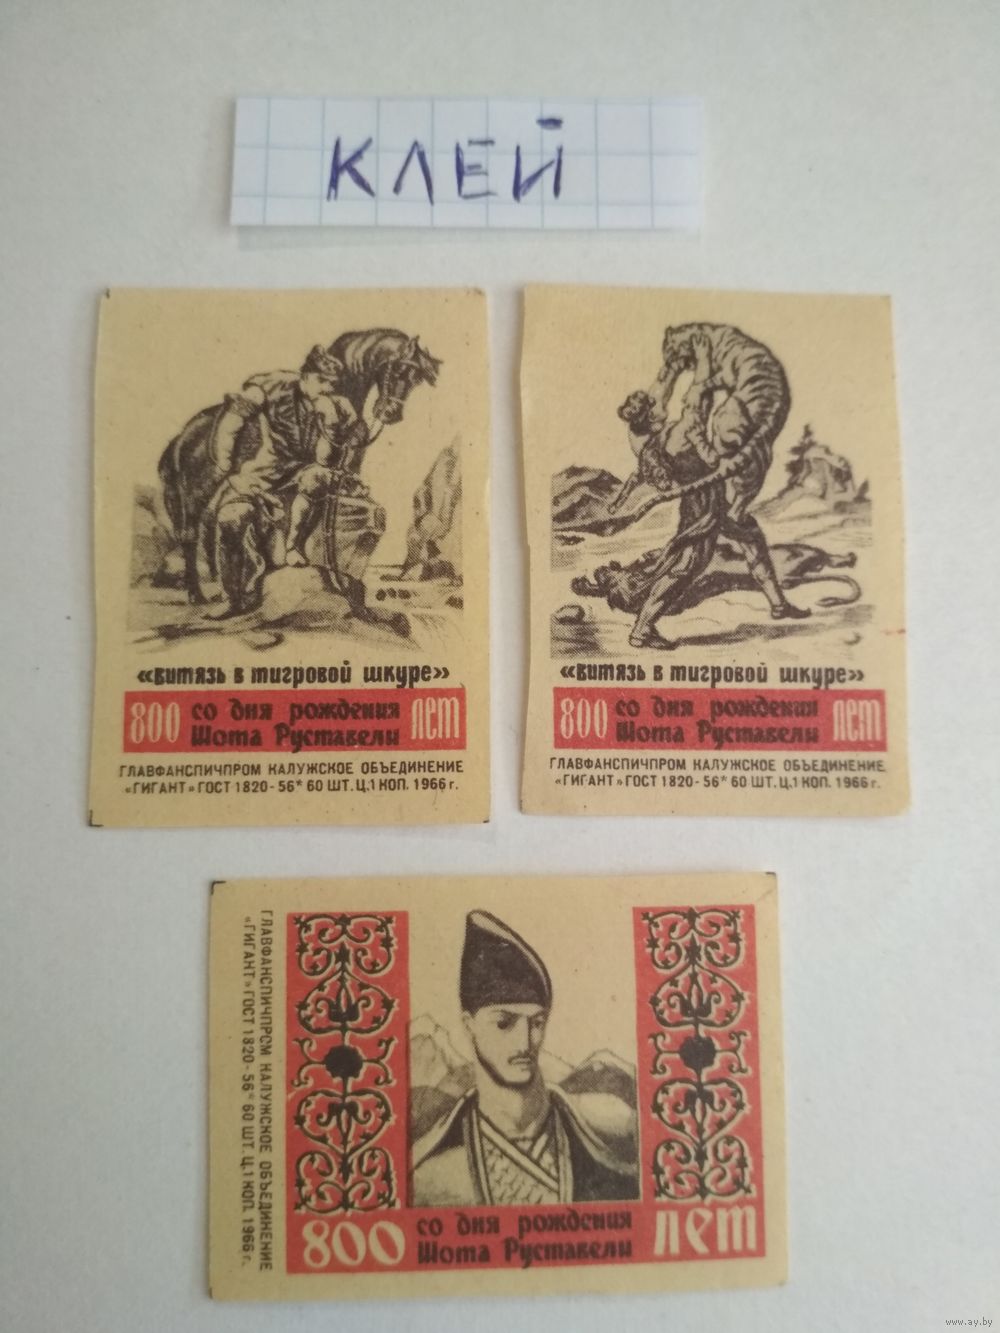 КЛЕЙ
«витязь в тигровой шкуре»
800 со дня рождения лет
Шота Руставели
ГЛАВФАНСПИЧПРОМ КАЛУЖСКОЕ ОБЪЕДИНЕНИЕ
«ГИГАНТ» ГОСТ 1820-56* 60 ШТ. Ц.1 КОП. 1966 г.
«витязь в тигровой шкуре»
800 со дня рождения лет
Шота Руставели
ГЛАВФАНСПИЧПРОМ КАЛУЖСКОЕ ОБЪЕДИНЕНИЕ
«ГИГАНТ» ГОСТ 1820-56* 60 ШТ. Ц.1 КОП. 1966 г.
ГЛАВФАНСПИЧПРОМ КАЛУЖСКОЕ ОБЪЕДИНЕНИЕ
«ГИГАНТ» ГОСТ 1820-56* 60 ШТ. Ц.1 КОП. 1966 г.
800 со дня рождения лет
Шота Руставели
www.ay.by